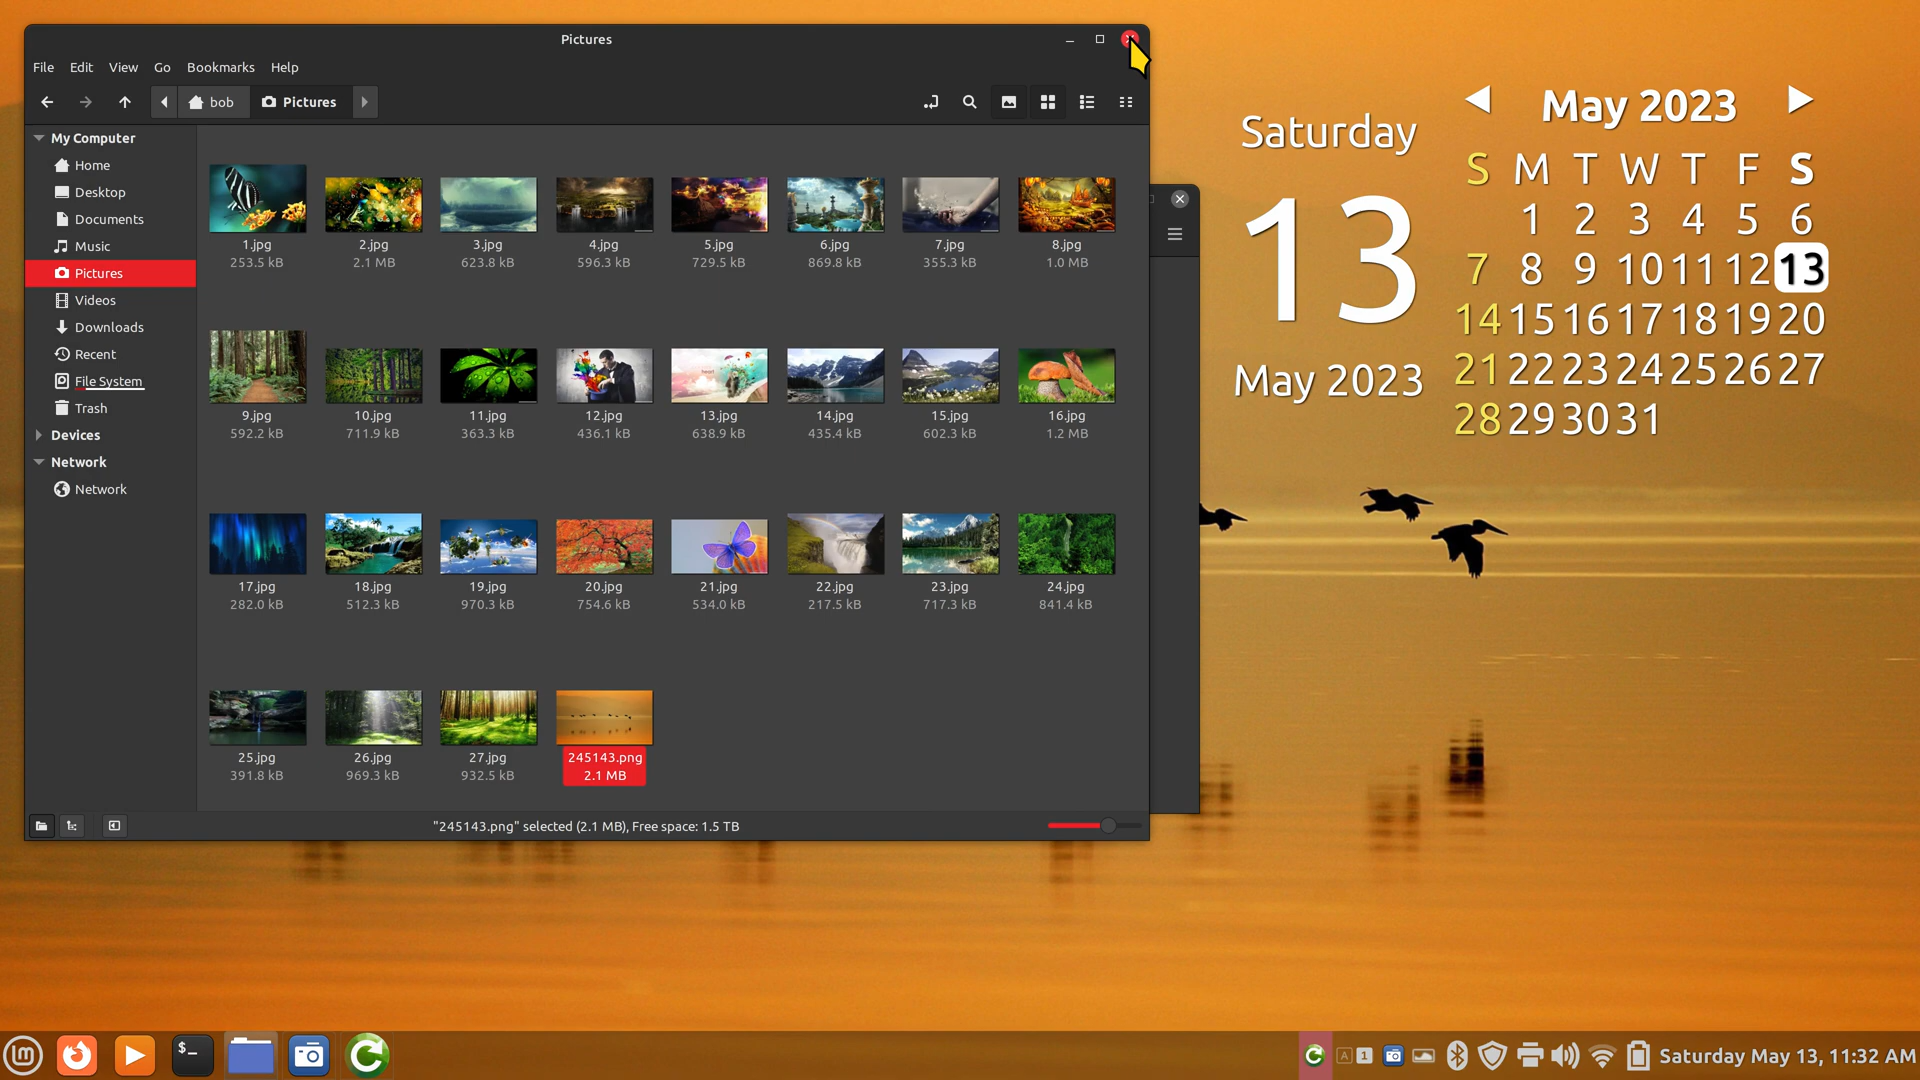 Pictures
File Edit View Go Bookmarks Help
bob Pictures
My Computer
Home
Desktop
Documents
Music
Pictures
Videos
Downloads
Recent
File System
Trash
Devices
Network
Network
1.jpg 2.jpg 3.jpg 4.jpg 5.jpg 6.jpg 7.jpg 8.jpg
253.5 kB 2.1 MB 623.8 kB 596.3 kB 729.5 kB 869.8 kB 355.3 kB 1.0 MB
9.jpg 10.jpg 11.jpg 12.jpg 13.jpg 14.jpg 15.jpg 16.jpg
592.2 kB 711.9 kB 363.3 kB 436.1 kB 638.9 kB 435.4 kB 602.3 kB 1.2 MB
17.jpg 18.jpg 19.jpg 20.jpg 21.jpg 22.jpg 23.jpg 24.jpg
282.0 kB 512.3 kB 970.3 kB 754.6 kB 534.0 kB 217.5 kB 717.3 kB 841.4 kB
25.jpg 26.jpg 27.jpg 245143.png
391.8 kB 969.3 kB 932.5 kB 2.1 MB
"245143.png" selected (2.1 MB), Free space: 1.5 TB
Saturday
13
May 2023
May 2023
S M T W T F S
1 2 3 4 5 6
7 8 9 10 11 12 13
14 15 16 17 18 19 20
21 22 23 24 25 26 27
28 29 30 31
$_
A 1
Saturday May 13, 11:32 AM